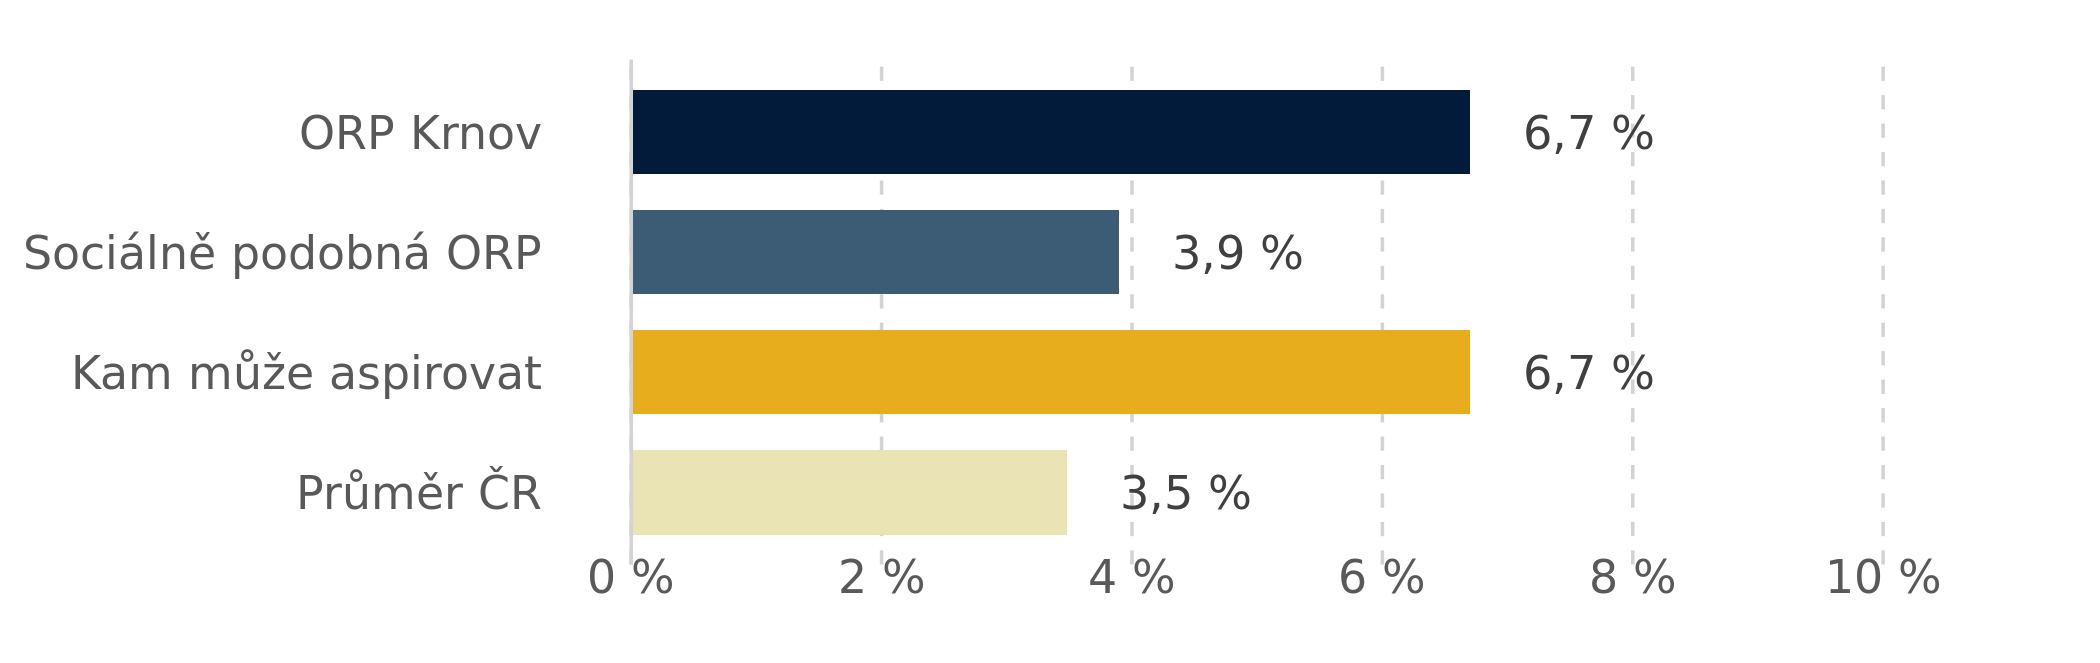 ORP Krnov 6,7 %
Sociálně podobná ORP 3,9 %
Kam může aspirovat 6,7 %
Průměr ČR 3,5 %
0 % 2 % 4 % 6 % 8 % 10 %